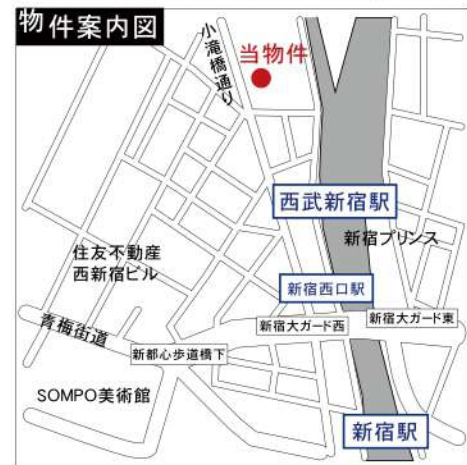 物件案内図
小滝橋通り
当物件
西武新宿駅
新宿プリンス
住友不動産
西新宿ビル
新宿西口駅
新宿大ガード西
新宿大ガード東
青梅街道
新都心歩道橋下
SOMPO美術館
新宿駅